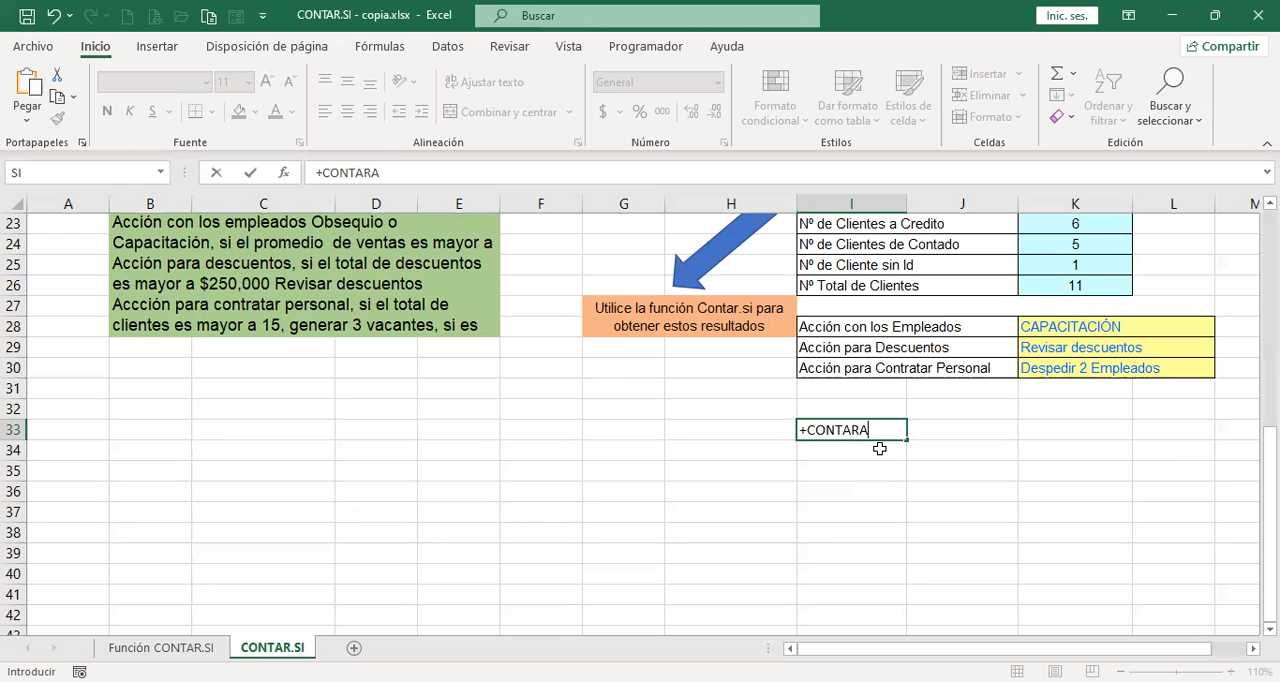 CONTAR.SI - copia.xlsx - Excel
Buscar
Inic. ses.
Archivo Inicio Insertar Disposición de página Fórmulas Datos Revisar Vista Programador Ayuda
Compartir
Pegar
N K S
11
A A
Ajustar texto
Combinar y centrar
General
$ % 000
Formato condicional
Dar formato como tabla
Estilos de celda
Insertar
Eliminar
Formato
Ordenar y filtrar
Buscar y seleccionar
Portapapeles Fuente Alineación Número Estilos Celdas Edición
SI
fx
+CONTARA
A B C D E F G H I J K L M
23 Acción con los empleados Obsequio o Nº de Clientes a Credito 6
24 Capacitación, si el promedio de ventas es mayor a Nº de Clientes de Contado 5
25 Acción para descuentos, si el total de descuentos Nº de Cliente sin Id 1
26 es mayor a $250,000 Revisar descuentos Nº Total de Clientes 11
27 Accción para contratar personal, si el total de Utilice la función Contar.si para
28 clientes es mayor a 15, generar 3 vacantes, si es obtener estos resultados Acción con los Empleados CAPACITACIÓN
29 Acción para Descuentos Revisar descuentos
30 Acción para Contratar Personal Despedir 2 Empleados
31
32
33 +CONTARA
34
35
36
37
38
39
40
41
42
Función CONTAR.SI CONTAR.SI
Introducir
110%